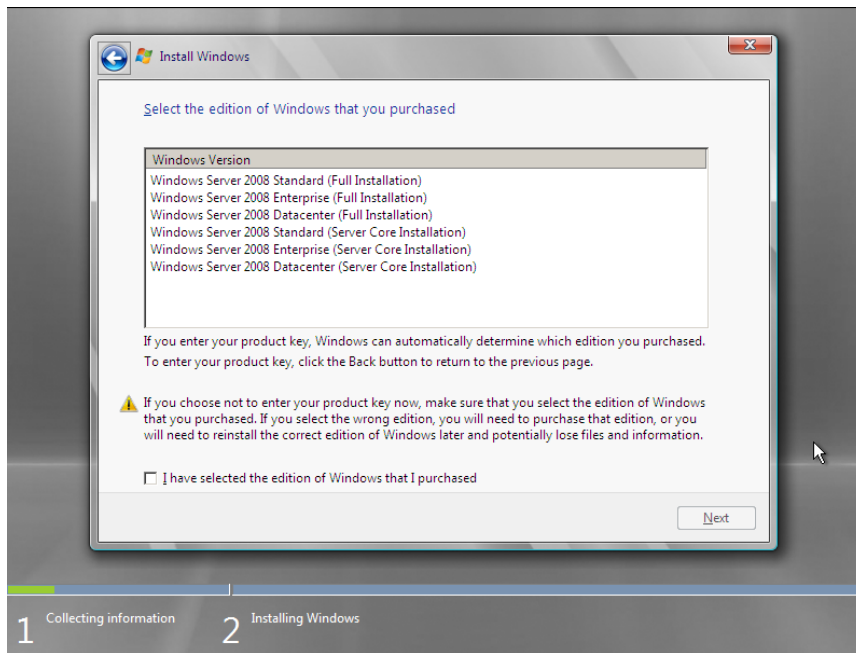 Install Windows
Select the edition of Windows that you purchased
Windows Version
Windows Server 2008 Standard (Full Installation)
Windows Server 2008 Enterprise (Full Installation)
Windows Server 2008 Datacenter (Full Installation)
Windows Server 2008 Standard (Server Core Installation)
Windows Server 2008 Enterprise (Server Core Installation)
Windows Server 2008 Datacenter (Server Core Installation)
If you enter your product key, Windows can automatically determine which edition you purchased.
To enter your product key, click the Back button to return to the previous page.
If you choose not to enter your product key now, make sure that you select the edition of Windows
that you purchased. If you select the wrong edition, you will need to purchase that edition, or you
will need to reinstall the correct edition of Windows later and potentially lose files and information.
I have selected the edition of Windows that I purchased
Next
1 Collecting information 2 Installing Windows